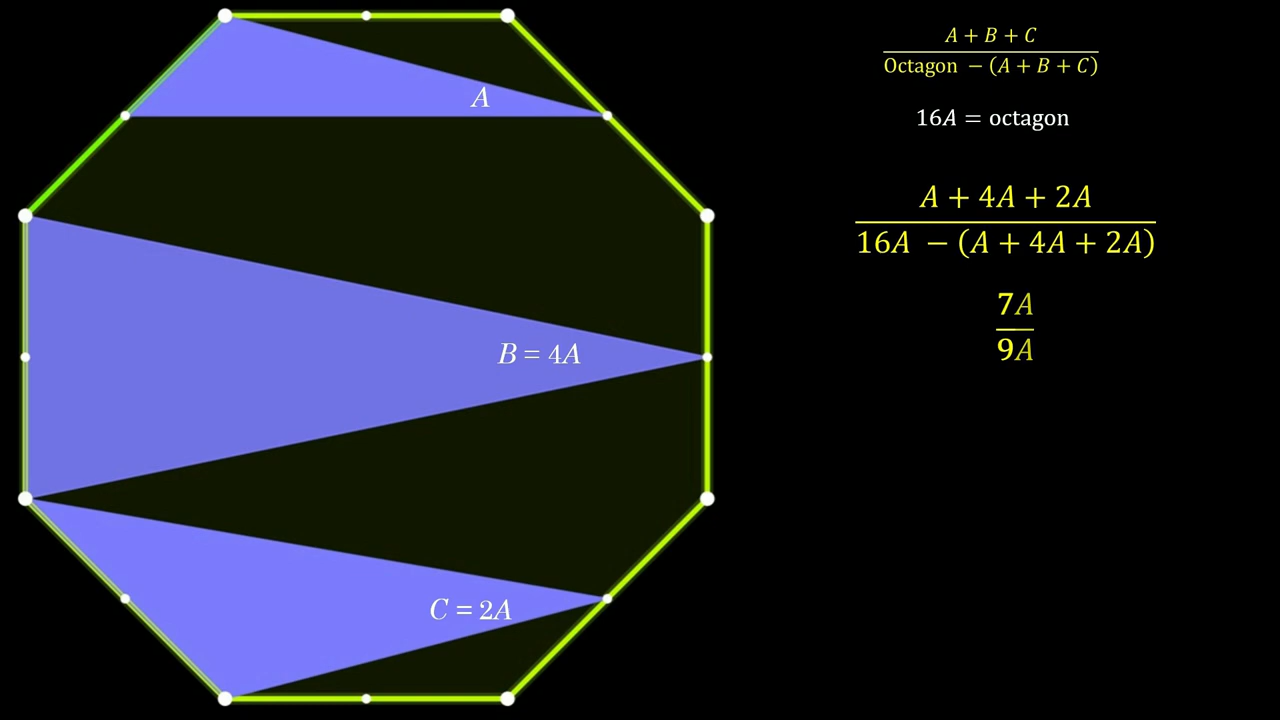 A + B + C
Octagon − (A + B + C)
16A = octagon
A + 4A + 2A
16A − (A + 4A + 2A)
7A
9A
A
B = 4A
C = 2A